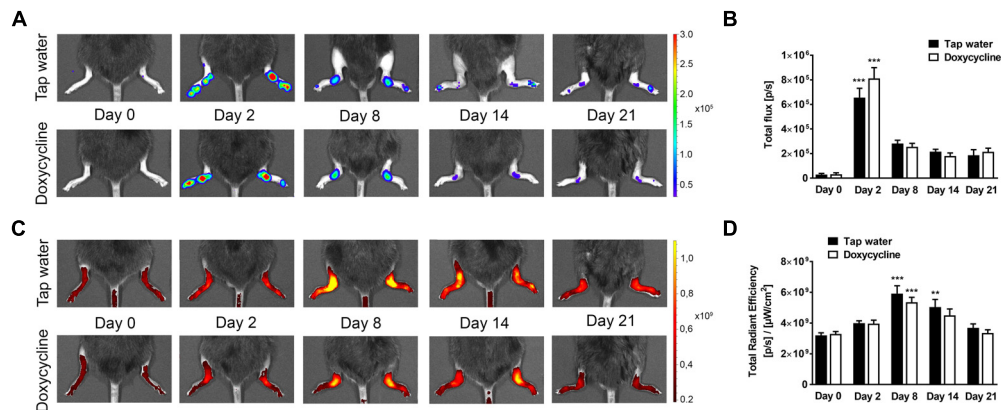 A
Tap water
Day 0 Day 2 Day 8 Day 14 Day 21
Doxycycline
3.0
2.5
2.0
1.5
1.0
0.5
x10⁵
B
Tap water
Doxycycline
Total flux [p/s]
1×10⁶
8×10⁵
6×10⁵
4×10⁵
2×10⁵
0
*** ***
Day 0 Day 2 Day 8 Day 14 Day 21
C
Tap water
Day 0 Day 2 Day 8 Day 14 Day 21
Doxycycline
1,0
0,8
0,6
0,4
0.2
x10⁹
D
Tap water
Doxycycline
Total Radiant Efficiency
[p/s] / [µW/cm²]
8×10⁹
6×10⁹
4×10⁹
2×10⁹
0
*** *** **
Day 0 Day 2 Day 8 Day 14 Day 21